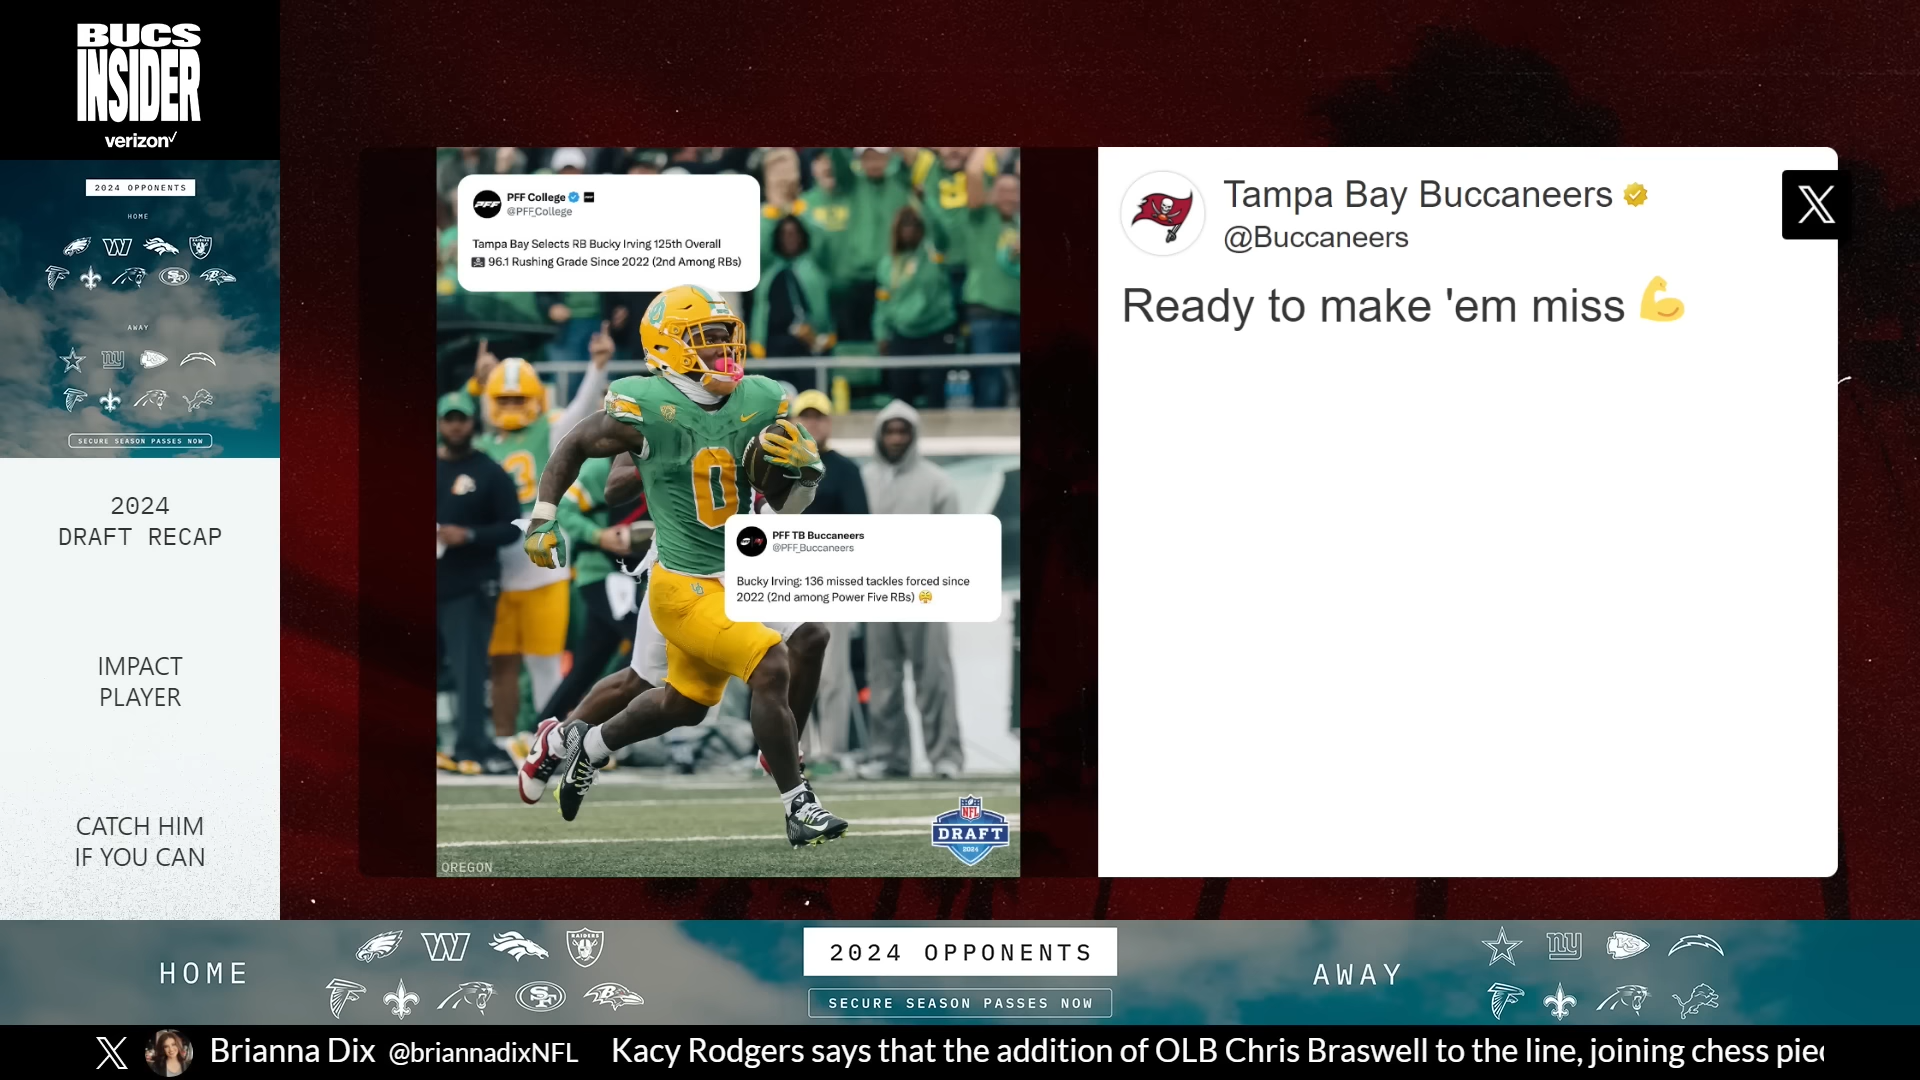 BUCS
INSIDER
verizon
2024 OPPONENTS
HOME
AWAY
SECURE SEASON PASSES NOW
2024
DRAFT RECAP
IMPACT
PLAYER
CATCH HIM
IF YOU CAN
PFF College
@PFF_College
Tampa Bay Selects RB Bucky Irving 125th Overall
🏴‍☠️ 96.1 Rushing Grade Since 2022 (2nd Among RBs)
0
PFF TB Buccaneers
@PFF_Buccaneers
Bucky Irving: 136 missed tackles forced since
2022 (2nd among Power Five RBs) 😤
NFL
DRAFT
2024
OREGON
Tampa Bay Buccaneers
@Buccaneers
Ready to make 'em miss 💪
HOME
RAIDERS
2024 OPPONENTS
SECURE SEASON PASSES NOW
AWAY
ny
Brianna Dix @briannadixNFL Kacy Rodgers says that the addition of OLB Chris Braswell to the line, joining chess